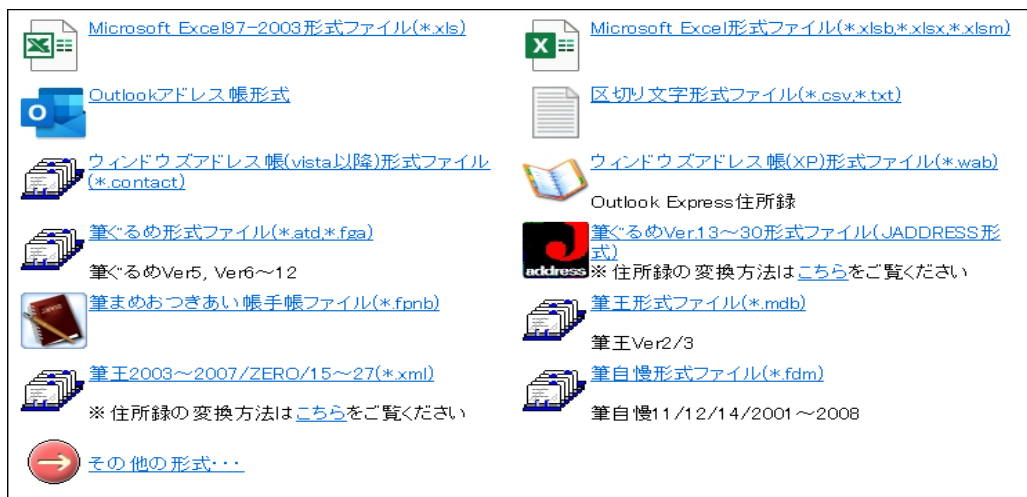 Microsoft Excel97-2003形式ファイル(*.xls)
Microsoft Excel形式ファイル(*.xlsb,*.xlsx,*.xlsm)
Outlookアドレス帳形式
区切り文字形式ファイル(*.csv,*.txt)
ウィンドウズアドレス帳(vista以降)形式ファイル
(*.contact)
ウィンドウズアドレス帳(XP)形式ファイル(*.wab)
Outlook Express住所録
筆ぐるめ形式ファイル(*.atd,*.fga)
筆ぐるめVer5, Ver6～12
J
address
筆ぐるめVer.13～30形式ファイル(JADDRESS形
式)
※住所録の変換方法はこちらをご覧ください
筆まめおつきあい帳手帳ファイル(*.fpnb)
筆王形式ファイル(*.mdb)
筆王Ver2/3
筆王2003～2007/ZERO/15～27(*.xml)
※住所録の変換方法はこちらをご覧ください
筆自慢形式ファイル(*.fdm)
筆自慢11/12/14/2001～2008
その他の形式・・・